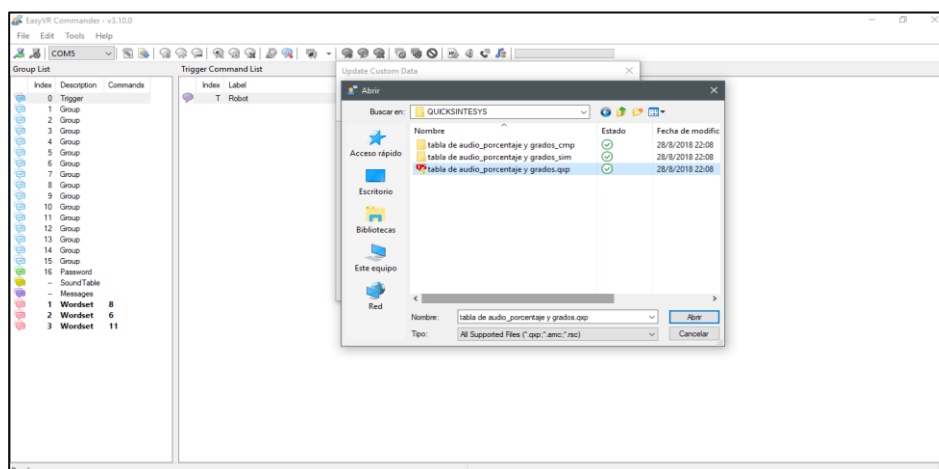 EasyVR Commander - v3.10.0
File Edit Tools Help
COM5
Group List
Index Description Commands
0 Trigger
1 Group
2 Group
3 Group
4 Group
5 Group
6 Group
7 Group
8 Group
9 Group
10 Group
11 Group
12 Group
13 Group
14 Group
15 Group
16 Password
-- SoundTable
-- Messages
1 Wordset 8
2 Wordset 6
3 Wordset 11
Trigger Command List
Index Label
T Robot
Update Custom Data
Abrir
Buscar en: QUICKSINTESYS
Nombre Estado Fecha de modific
tabla de audio_porcentaje y grados_cmp 28/8/2018 22:08
tabla de audio_porcentaje y grados_sim 28/8/2018 22:08
tabla de audio_porcentaje y grados.qxp 28/8/2018 22:08
Acceso rápido
Escritorio
Bibliotecas
Este equipo
Red
Nombre: tabla de audio_porcentaje y grados.qxp Abrir
Tipo: All Supported Files (*.qxp;*.amc;*.rsc) Cancelar